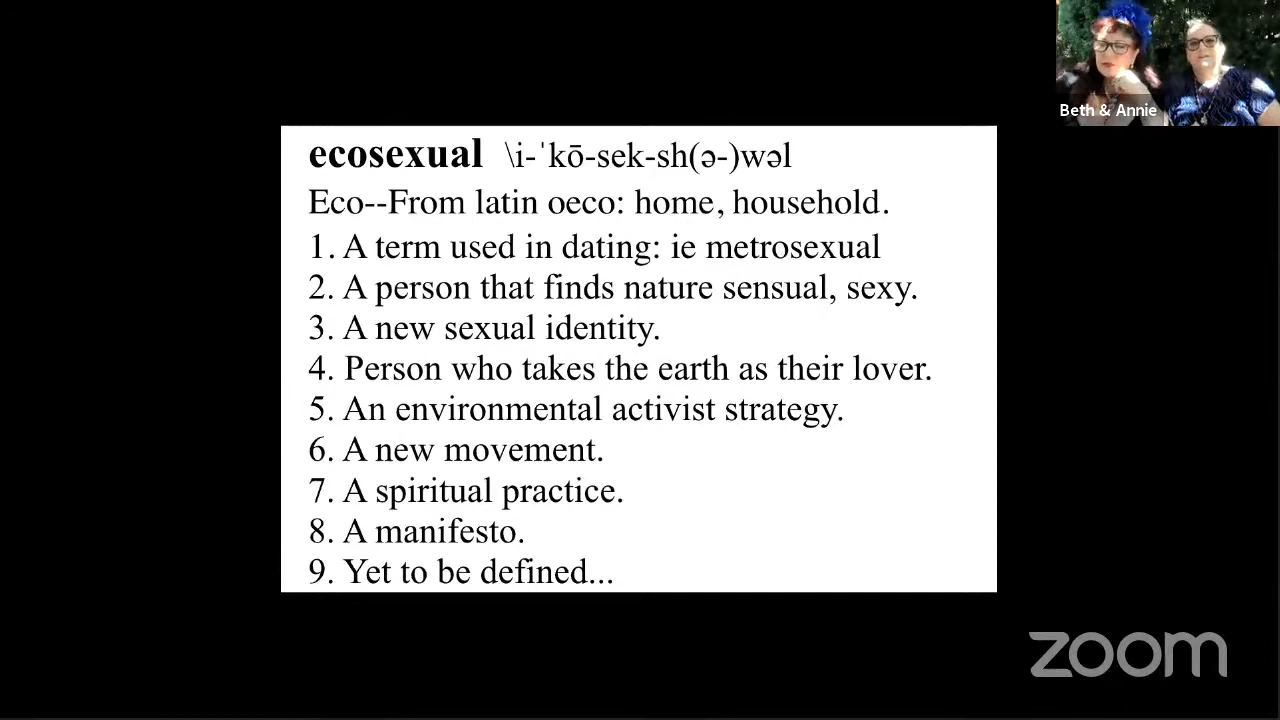 Beth & Annie
ecosexual \i-ˈkō-sek-sh(ə-)wəl
Eco--From latin oeco: home, household.
1. A term used in dating: ie metrosexual
2. A person that finds nature sensual, sexy.
3. A new sexual identity.
4. Person who takes the earth as their lover.
5. An environmental activist strategy.
6. A new movement.
7. A spiritual practice.
8. A manifesto.
9. Yet to be defined...
zoom